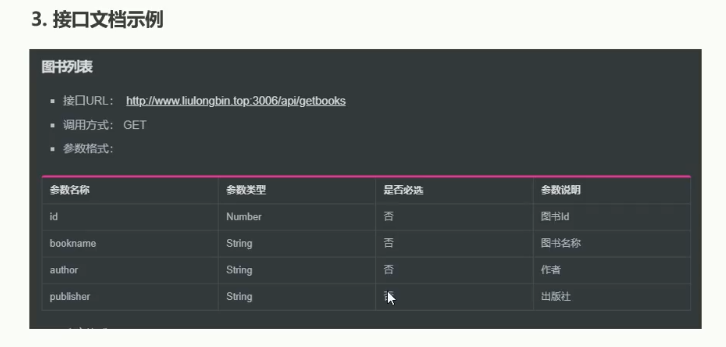 3. 接口文档示例
图书列表
接口URL： http://www.liulongbin.top:3006/api/getbooks
调用方式： GET
参数格式：
参数名称 参数类型 是否必选 参数说明
id Number 否 图书Id
bookname String 否 图书名称
author String 否 作者
publisher String 出版社